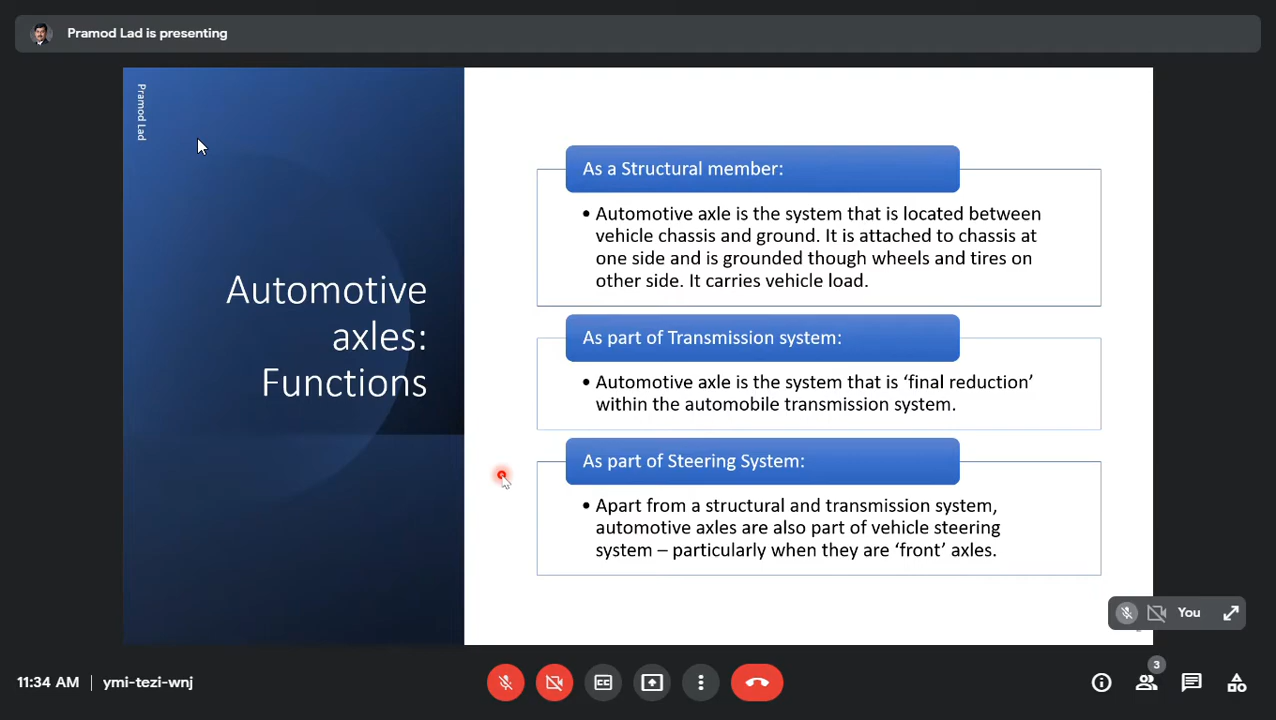 Pramod Lad is presenting
Pramod Lad
Automotive
axles:
Functions
As a Structural member:
• Automotive axle is the system that is located between
vehicle chassis and ground. It is attached to chassis at
one side and is grounded though wheels and tires on
other side. It carries vehicle load.
As part of Transmission system:
• Automotive axle is the system that is ‘final reduction’
within the automobile transmission system.
As part of Steering System:
• Apart from a structural and transmission system,
automotive axles are also part of vehicle steering
system – particularly when they are ‘front’ axles.
You
11:34 AM | ymi-tezi-wnj
3